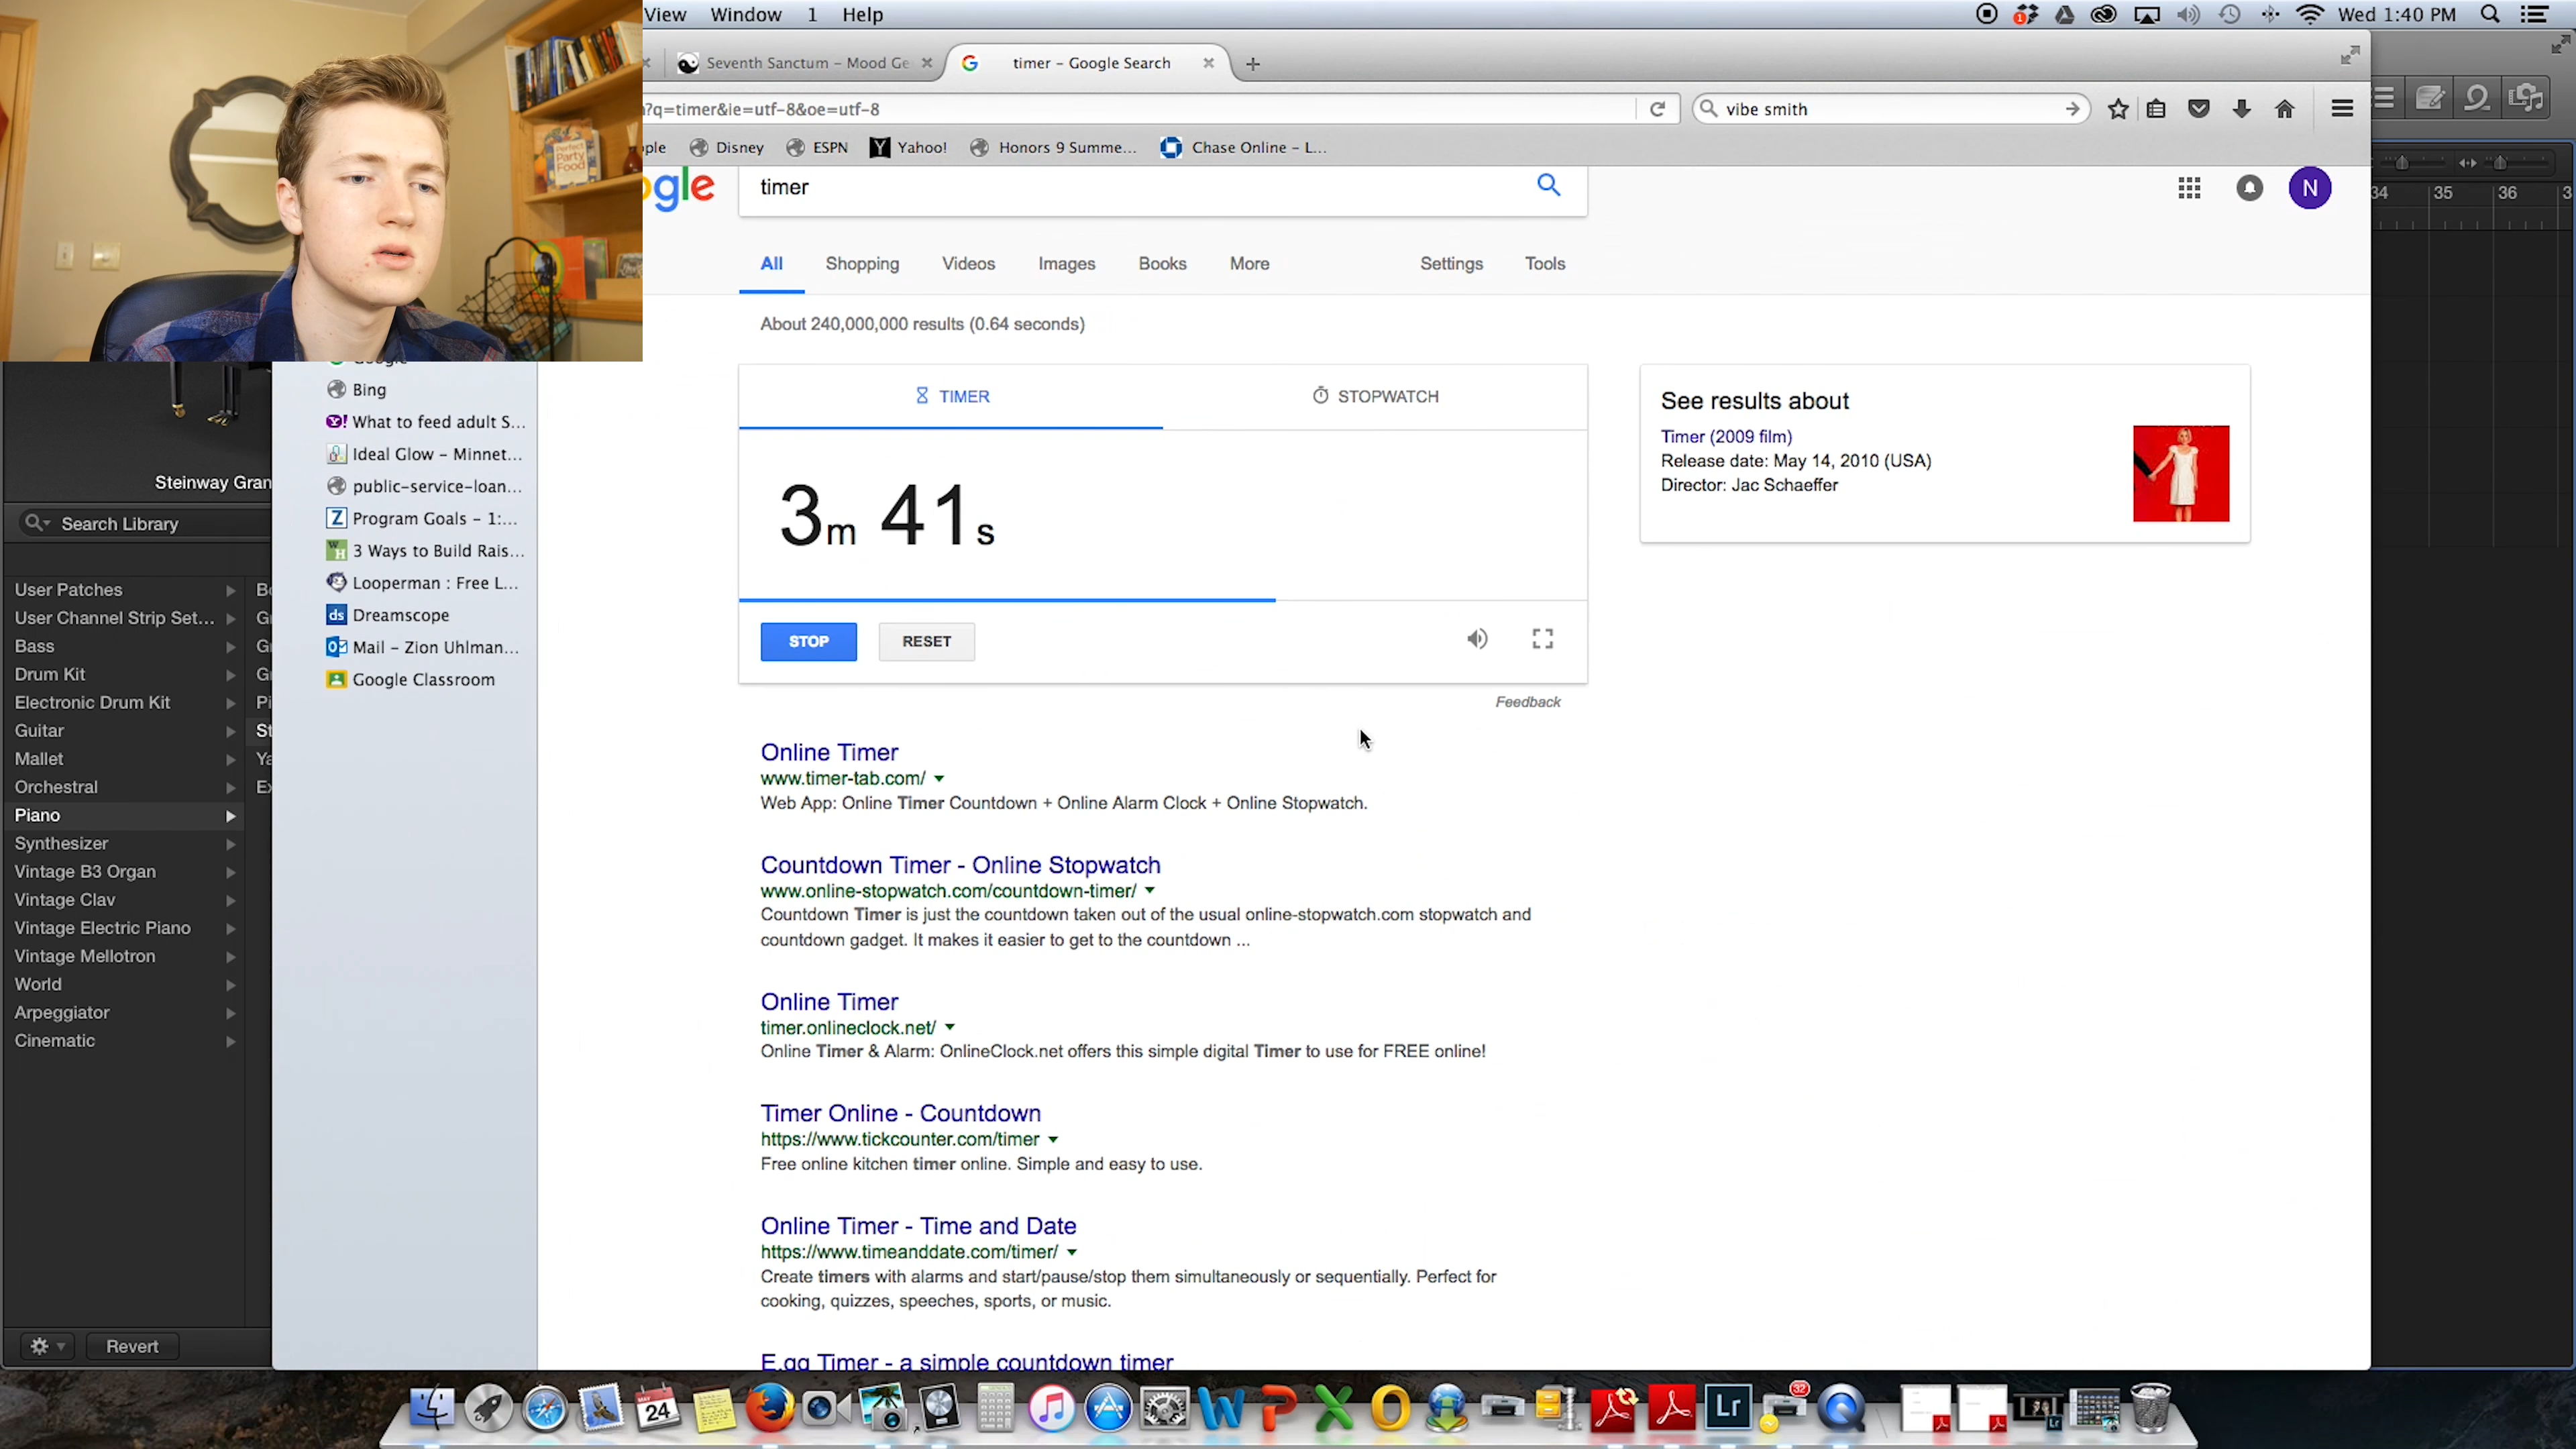 View Window 1 Help
1
Wed 1:40 PM
Seventh Sanctum – Mood Ge
timer – Google Search
?q=timer&ie=utf-8&oe=utf-8
vibe smith
Disney
ESPN
Yahoo!
Honors 9 Summe...
Chase Online – L...
ogle
timer
N
34 35 36
All Shopping Videos Images Books More Settings Tools
About 240,000,000 results (0.64 seconds)
TIMER
STOPWATCH
3m 41s
STOP
RESET
Feedback
See results about
Timer (2009 film)
Release date: May 14, 2010 (USA)
Director: Jac Schaeffer
Perfect
Party
Food
Google
Bing
What to feed adult S...
Ideal Glow – Minnet...
public-service-loan...
Program Goals – 1:...
3 Ways to Build Rais...
Looperman : Free L...
ds Dreamscope
Mail – Zion Uhlman...
Google Classroom
Steinway Gran
Search Library
User Patches
User Channel Strip Set...
Bass
Drum Kit
Electronic Drum Kit
Guitar
Mallet
Orchestral
Piano
Synthesizer
Vintage B3 Organ
Vintage Clav
Vintage Electric Piano
Vintage Mellotron
World
Arpeggiator
Cinematic
Revert
Online Timer
www.timer-tab.com/
Web App: Online Timer Countdown + Online Alarm Clock + Online Stopwatch.
Countdown Timer - Online Stopwatch
www.online-stopwatch.com/countdown-timer/
Countdown Timer is just the countdown taken out of the usual online-stopwatch.com stopwatch and
countdown gadget. It makes it easier to get to the countdown ...
Online Timer
timer.onlineclock.net/
Online Timer & Alarm: OnlineClock.net offers this simple digital Timer to use for FREE online!
Timer Online - Countdown
https://www.tickcounter.com/timer
Free online kitchen timer online. Simple and easy to use.
Online Timer - Time and Date
https://www.timeanddate.com/timer/
Create timers with alarms and start/pause/stop them simultaneously or sequentially. Perfect for
cooking, quizzes, speeches, sports, or music.
E.gg Timer - a simple countdown timer
24
Lr
32